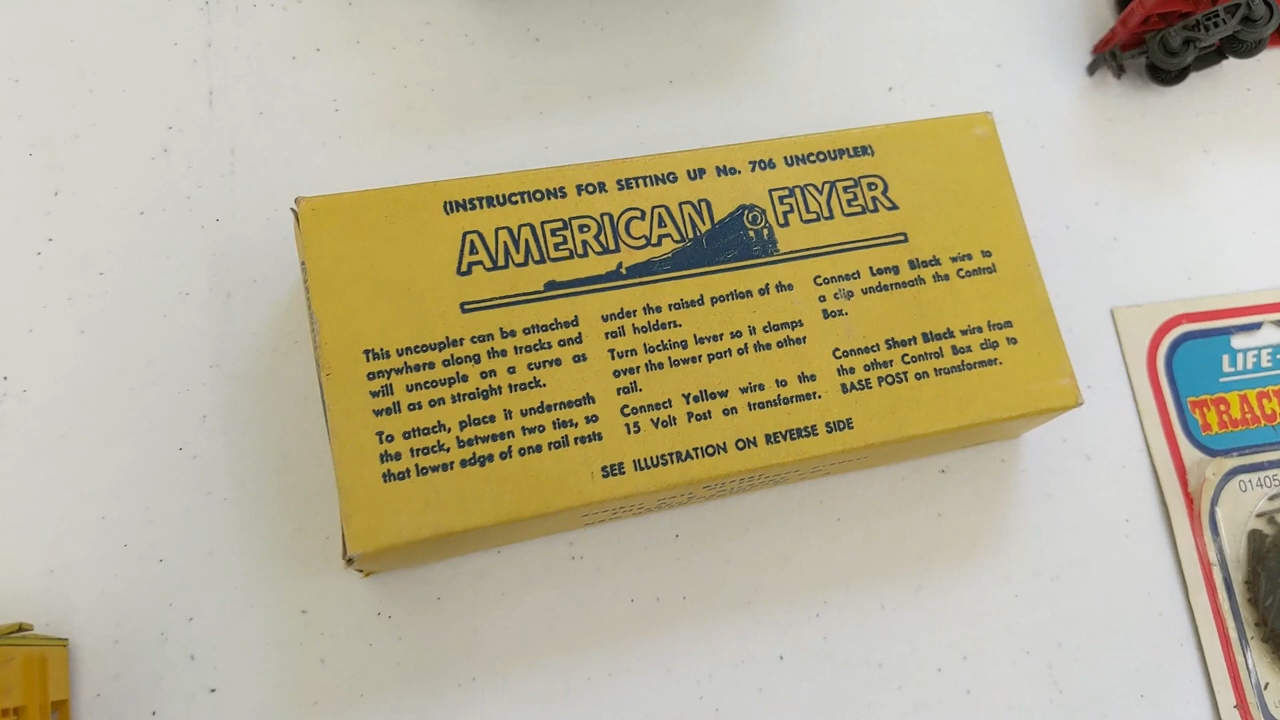 (INSTRUCTIONS FOR SETTING UP No. 706 UNCOUPLER)
AMERICAN FLYER
This uncoupler can be attached
anywhere along the tracks and
will uncouple on a curve as
well as on straight track.
To attach, place it underneath
the track, between two ties, so
that lower edge of one rail rests
under the raised portion of the
rail holders.
Turn locking lever so it clamps
over the lower part of the other
rail.
Connect Yellow wire to the
15 Volt Post on transformer.
Connect Long Black wire to
a clip underneath the Control
Box.
Connect Short Black wire from
the other Control Box clip to
BASE POST on transformer.
SEE ILLUSTRATION ON REVERSE SIDE
LIFE
01405